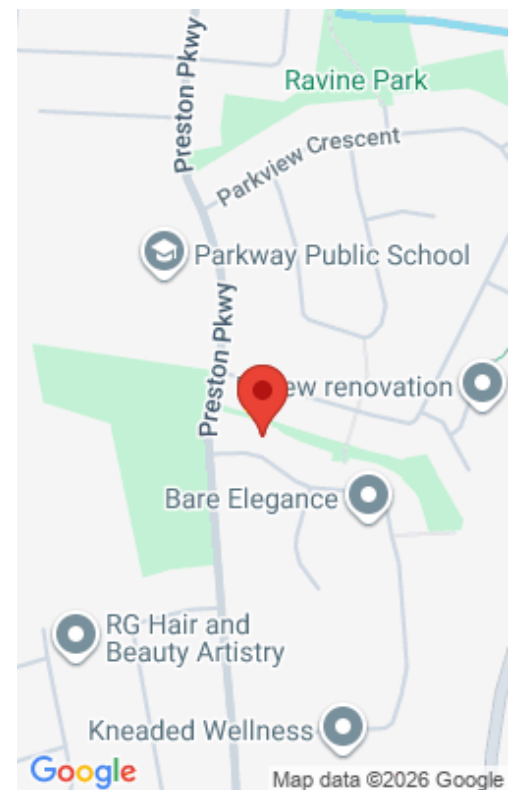 Preston Pkwy
Ravine Park
Parkview Crescent
Parkway Public School
Preston Pkwy
renovation
Bare Elegance
RG Hair and
Beauty Artistry
Kneaded Wellness
Google
Map data ©2026 Google